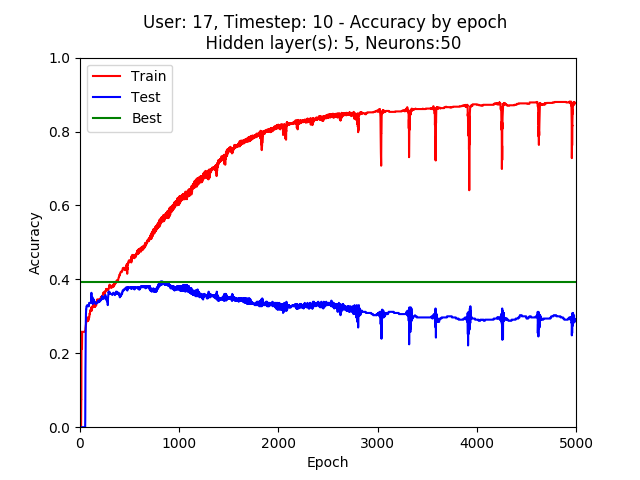 User: 17, Timestep: 10 - Accuracy by epoch
Hidden layer(s): 5, Neurons:50
Train
Test
Best
Accuracy
1.0
0.8
0.6
0.4
0.2
0.0
0 1000 2000 3000 4000 5000
Epoch